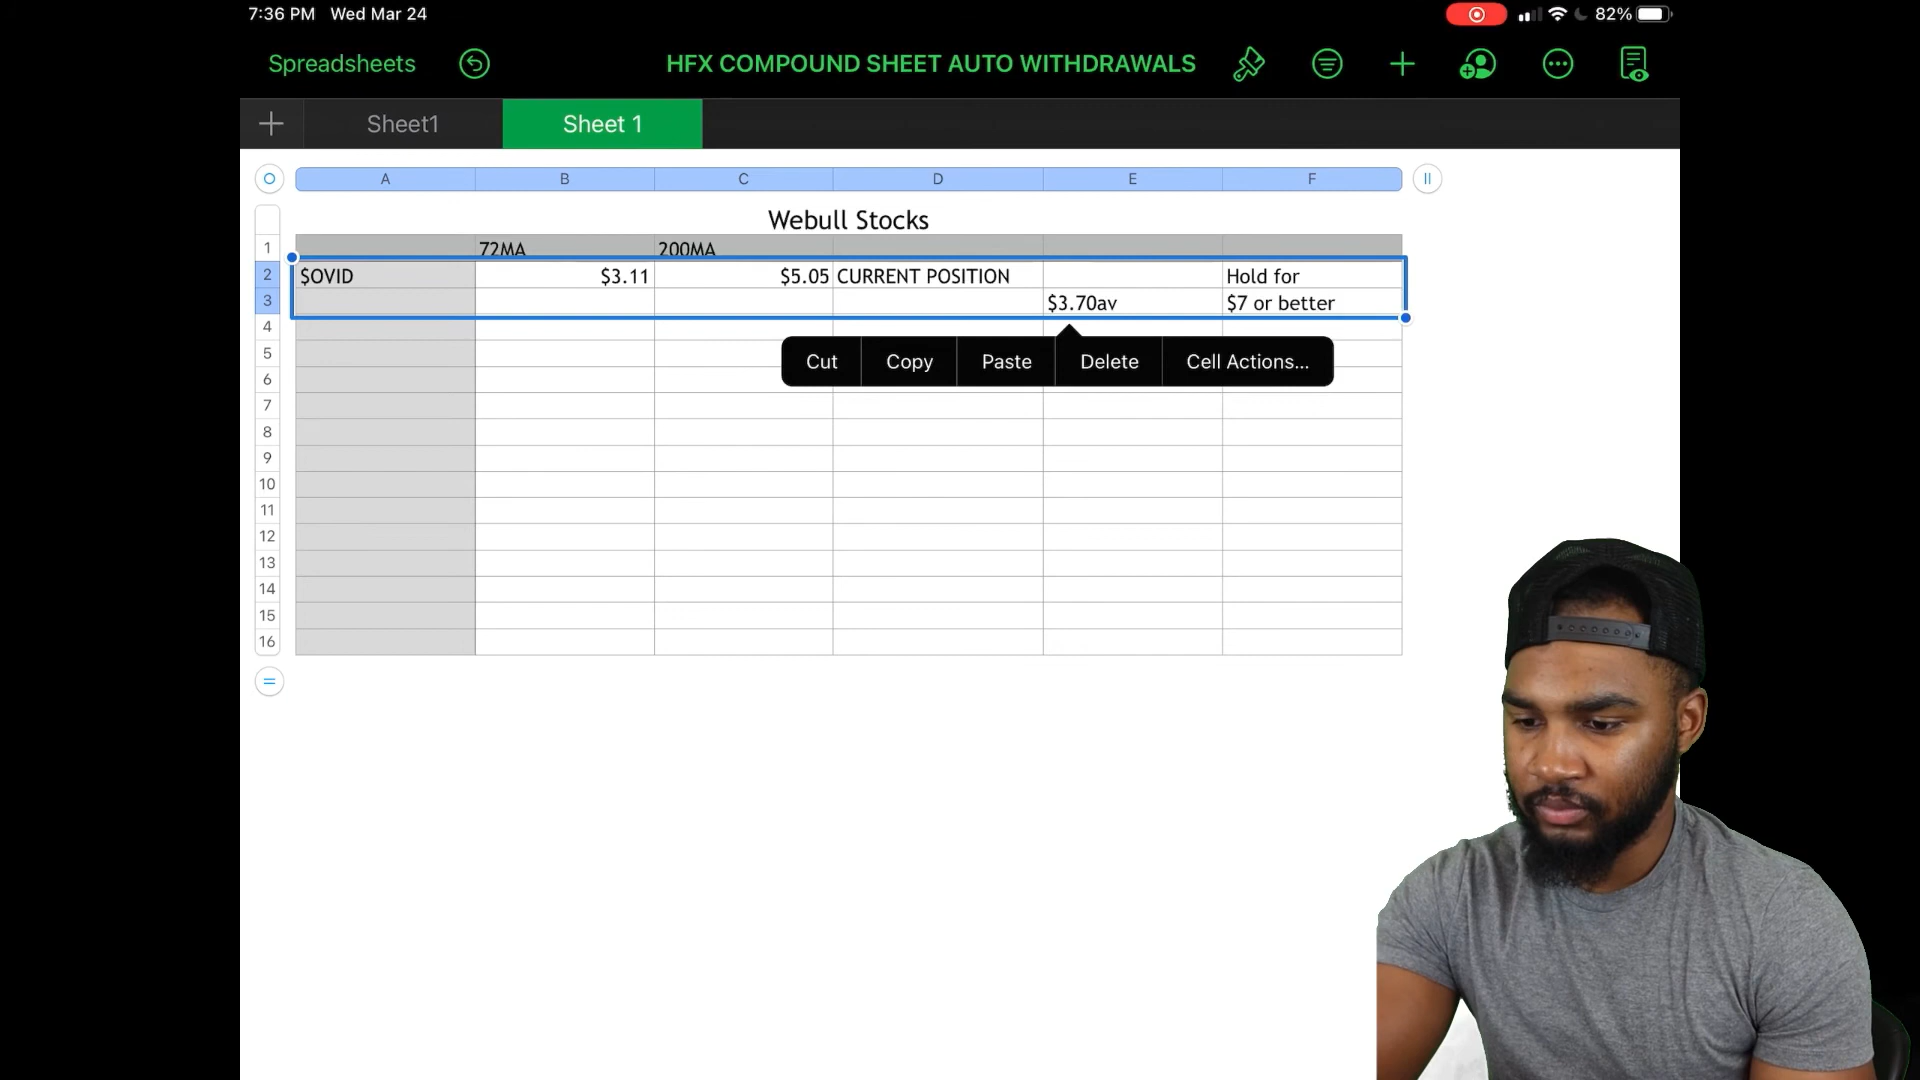 7:36 PM Wed Mar 24 82%
Spreadsheets HFX COMPOUND SHEET AUTO WITHDRAWALS
Sheet1 Sheet 1
A B C D E F
Webull Stocks
1 72MA 200MA
2 $OVID $3.11 $5.05 CURRENT POSITION Hold for
3 $3.70av $7 or better
4
5 Cut Copy Paste Delete Cell Actions...
6
7
8
9
10
11
12
13
14
15
16